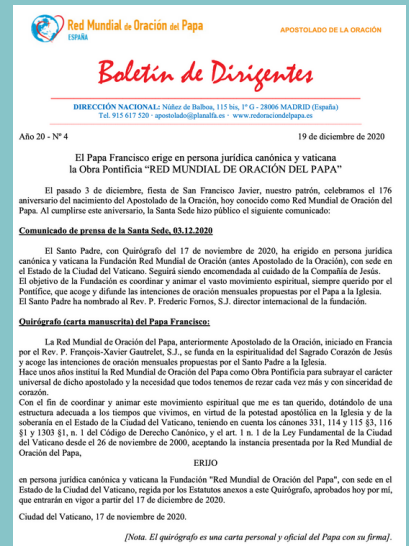 Red Mundial de Oración del Papa
ESPAÑA
APOSTOLADO DE LA ORACIÓN
Boletín de Dirigentes
DIRECCIÓN NACIONAL: Núñez de Balboa, 115 bis, 1º G - 28006 MADRID (España)
Tel. 915 617 520 · apostolado@planalfa.es · www.redoraciondelpapa.es
Año 20 - Nº 4
19 de diciembre de 2020
El Papa Francisco erige en persona jurídica canónica y vaticana
la Obra Pontificia “RED MUNDIAL DE ORACIÓN DEL PAPA”
El pasado 3 de diciembre, fiesta de San Francisco Javier, nuestro patrón, celebramos el 176
aniversario del nacimiento del Apostolado de la Oración, hoy conocido como Red Mundial de Oración del
Papa. Al cumplirse este aniversario, la Santa Sede hizo público el siguiente comunicado:
Comunicado de prensa de la Santa Sede, 03.12.2020
El Santo Padre, con Quirógrafo del 17 de noviembre de 2020, ha erigido en persona jurídica
canónica y vaticana la Fundación Red Mundial de Oración del Papa (antes Apostolado de la Oración), con sede en
el Estado de la Ciudad del Vaticano. Seguirá siendo encomendada al cuidado de la Compañía de Jesús.
El objetivo de la Fundación es coordinar y animar el vasto movimiento espiritual, siempre querido por el
Pontífice, que acoge y difunde las intenciones de oración mensuales propuestas por el Papa a la Iglesia.
El Santo Padre ha nombrado al Rev. P. Frederic Fornos, S.J. director internacional de la fundación.
Quirógrafo (carta manuscrita) del Papa Francisco:
La Red Mundial de Oración del Papa, anteriormente Apostolado de la Oración, iniciado en Francia
por el Rev. P. François-Xavier Gautrelet, S.J., se funda en la espiritualidad del Sagrado Corazón de Jesús
y acoge las intenciones de oración mensuales propuestas por el Santo Padre a la Iglesia.
Hace unos años instituí la Red Mundial de Oración del Papa como Obra Pontificia para subrayar el carácter
universal de dicho apostolado y la necesidad que todos tenemos de rezar cada vez más y con sinceridad de
corazón.
Con el fin de coordinar y animar este movimiento espiritual que me es tan querido, dotándolo de una
estructura adecuada a los tiempos que vivimos, en virtud de la potestad apostólica en la Iglesia y de la
soberanía en el Estado de la Ciudad del Vaticano, teniendo en cuenta los cánones 331, 114 y 115 §3, 116
§1 y 1303 §1, n. 1 del Código de Derecho Canónico, y el art. 1 n. 1 de la Ley Fundamental de la Ciudad
del Vaticano desde el 26 de noviembre de 2000, aceptando la instancia presentada por la Red Mundial de
Oración del Papa,
ERIJO
en persona jurídica canónica y vaticana la Fundación "Red Mundial de Oración del Papa", con sede en el
Estado de la Ciudad del Vaticano, regida por los Estatutos anexos a este Quirógrafo, aprobados hoy por mí,
que entrarán en vigor a partir del 17 de diciembre de 2020.
Ciudad del Vaticano, 17 de noviembre de 2020.
[Nota. El quirógrafo es una carta personal y oficial del Papa con su firma].